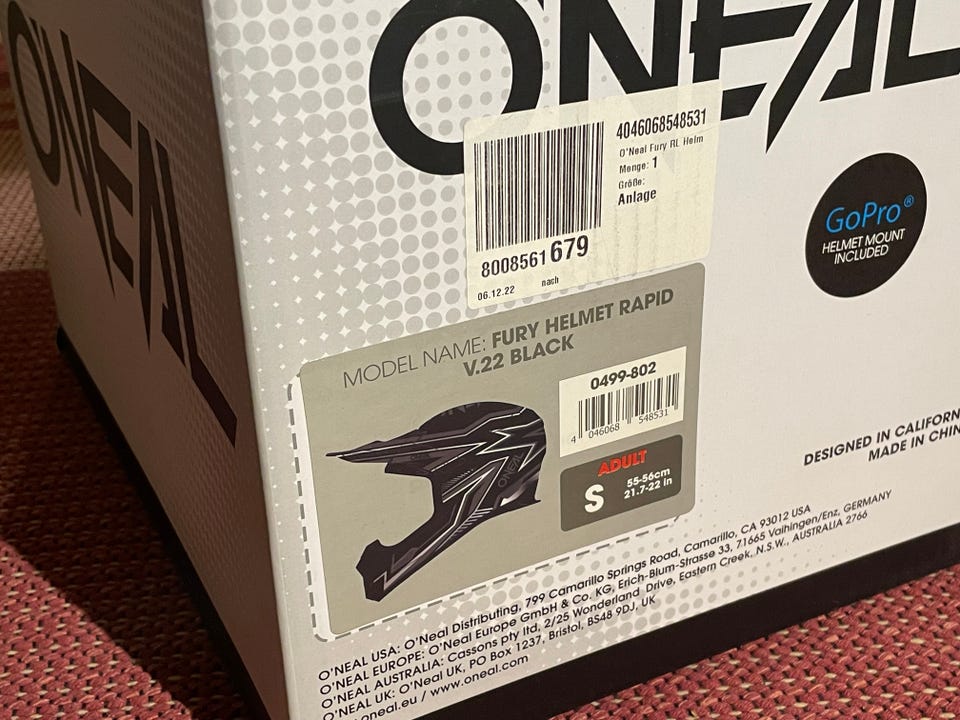 O'NEAL
O'NEAL
4046068548531
O'Neal Fury RL Helm
Menge: 1
Größe:
Anlage
8008561679
06.12.22 nach
GoPro®
HELMET MOUNT
INCLUDED
MODEL NAME: FURY HELMET RAPID
V.22 BLACK
0499-802
4 046068 548531
ADULT
S
55-56cm
21.7-22 in
O'NEAL
DESIGNED IN CALIFORN
MADE IN CHIN
O'NEAL USA: O'Neal Distributing, 799 Camarillo Springs Road, Camarillo, CA 93012 USA
O'NEAL EUROPE: O'Neal Europe GmbH & Co. KG, Erich-Blum-Strasse 33, 71665 Vaihingen/Enz, GERMANY
O'NEAL AUSTRALIA: Cassons pty ltd, 2/25 Wonderland Drive, Eastern Creek, N.S.W., AUSTRALIA 2766
O'NEAL UK: O'Neal UK, PO Box 1237, Bristol, BS48 9DJ, UK
oneal.eu / www.oneal.com